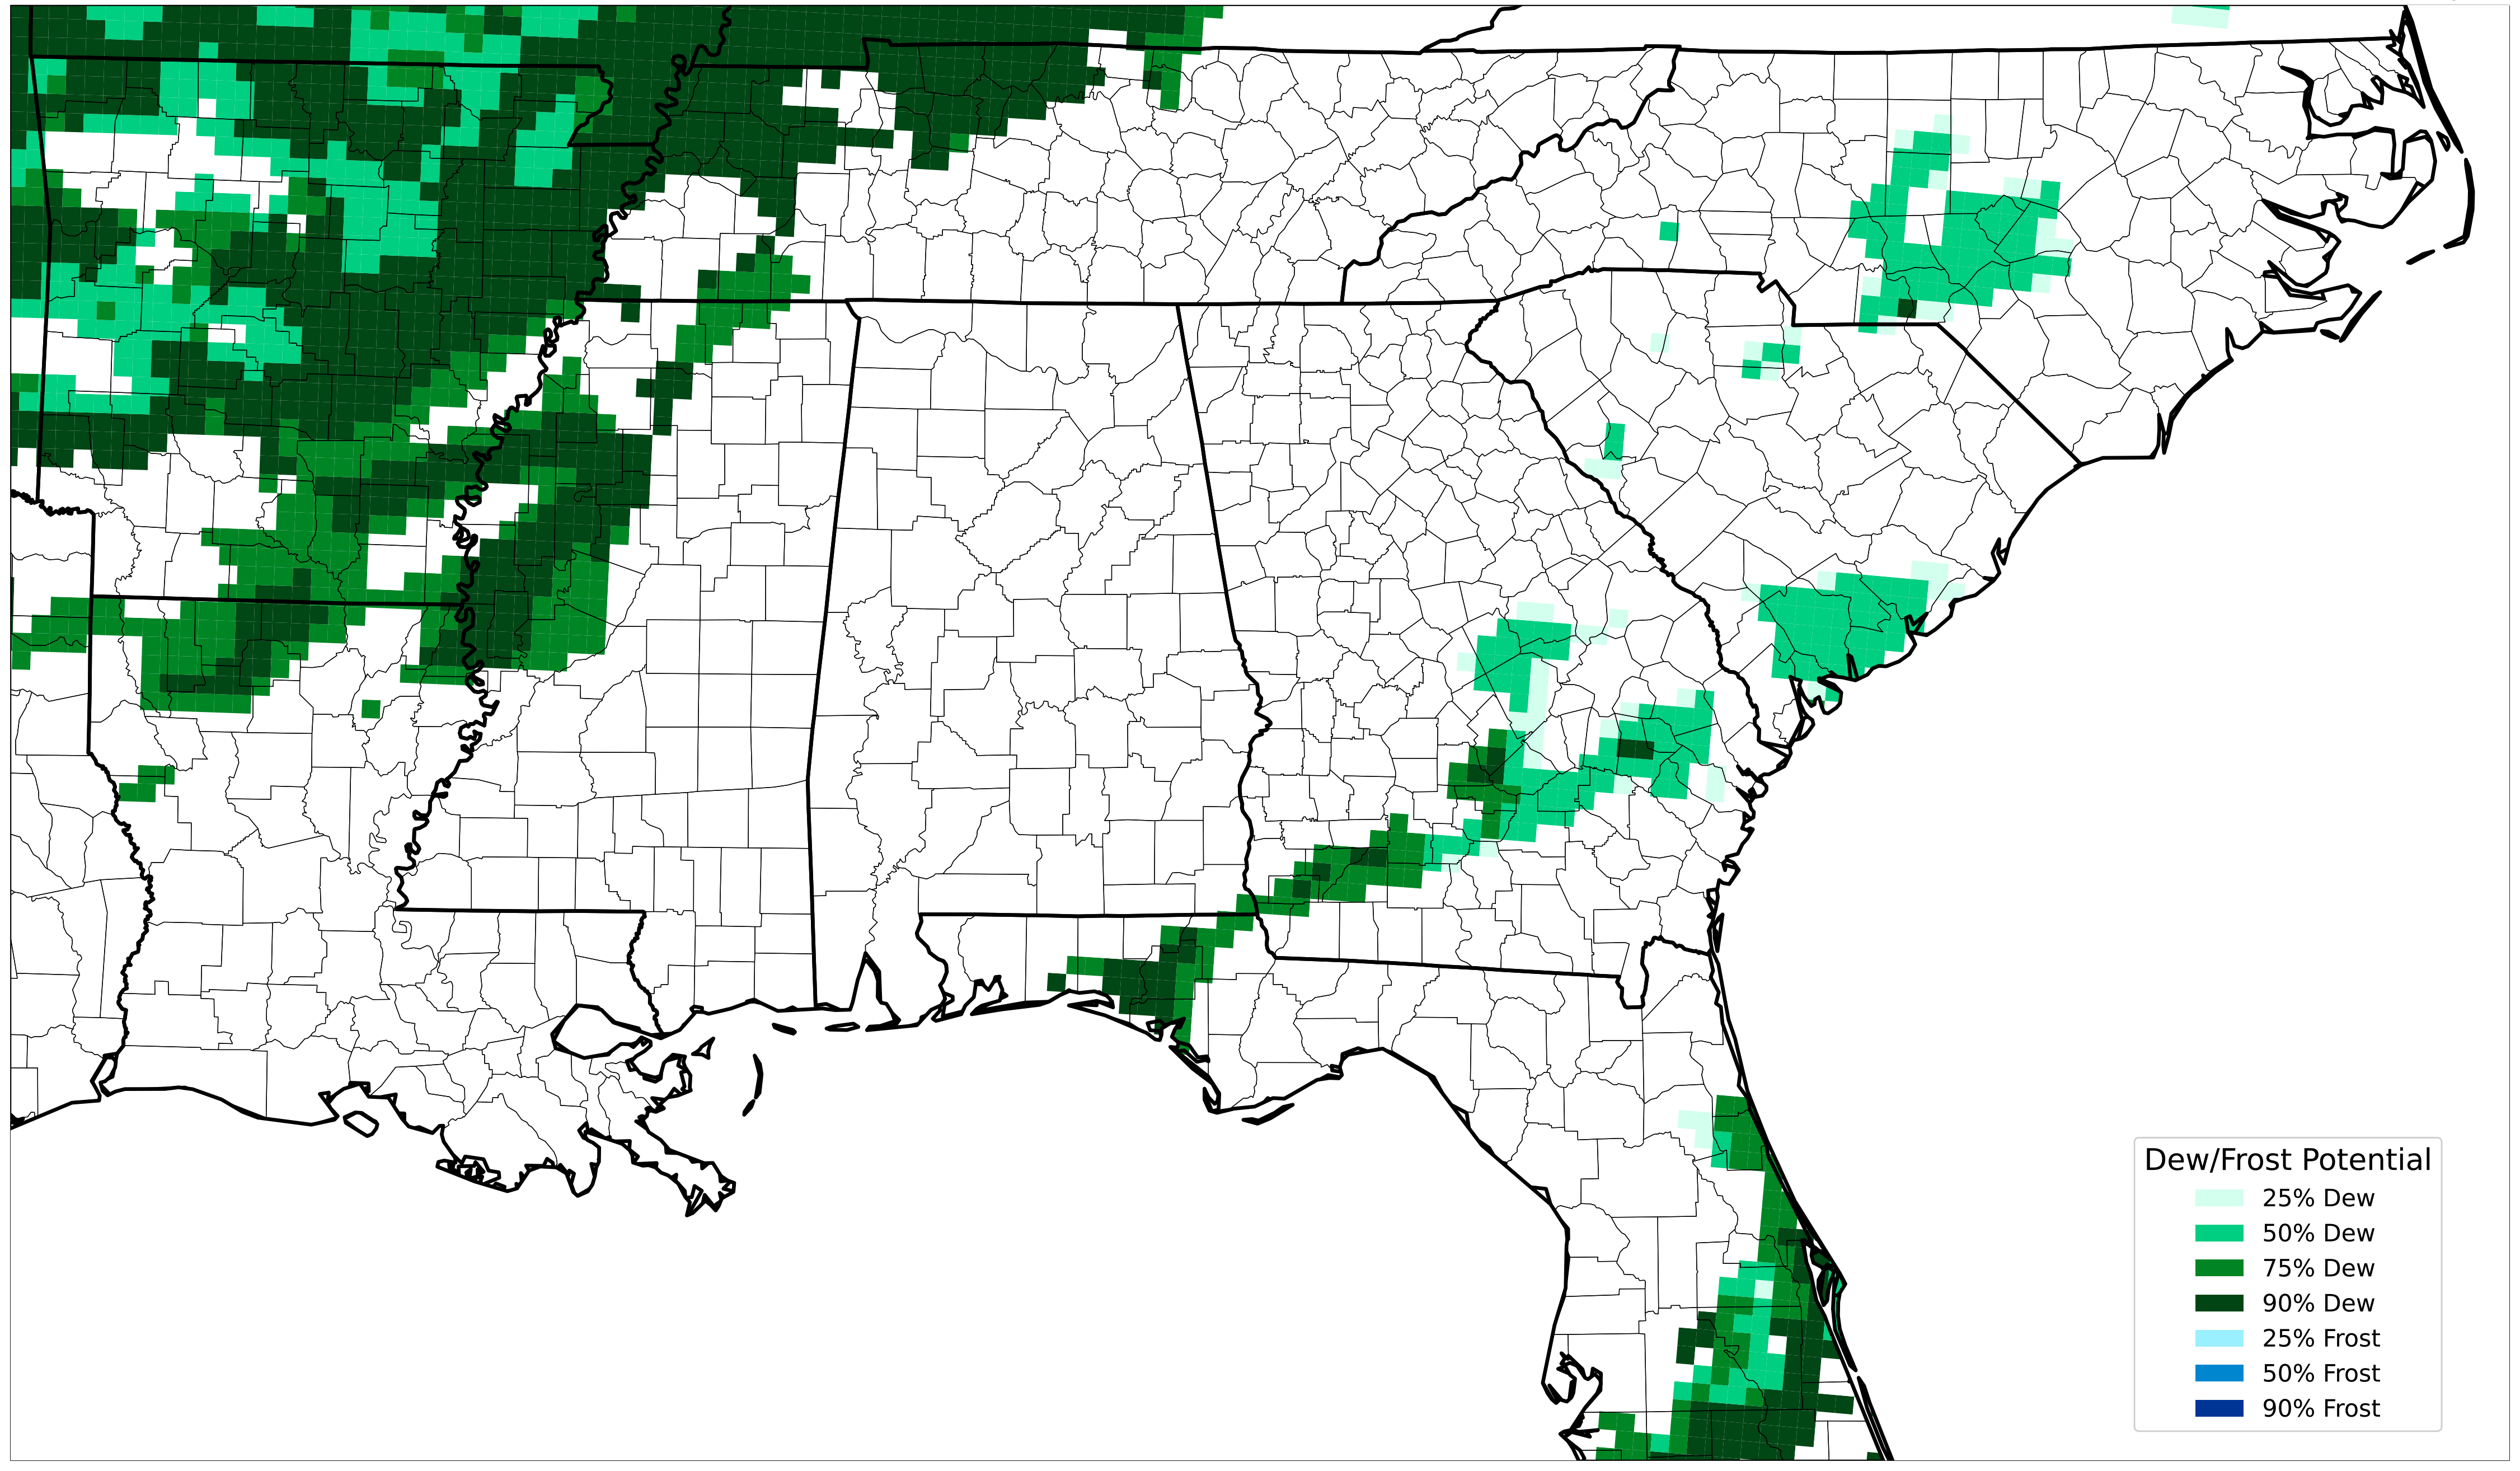 Dew/Frost Potential
25% Dew
50% Dew
75% Dew
90% Dew
25% Frost
50% Frost
90% Frost